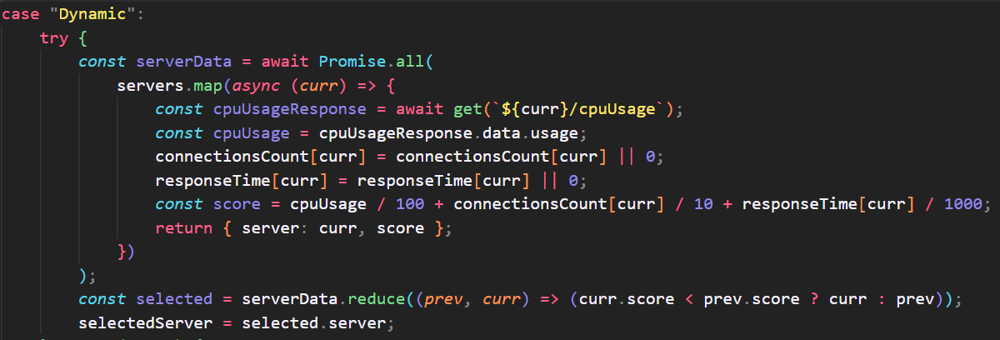 case "Dynamic":
    try {
        const serverData = await Promise.all(
            servers.map(async (curr) => {
                const cpuUsageResponse = await get(`${curr}/cpuUsage`);
                const cpuUsage = cpuUsageResponse.data.usage;
                connectionsCount[curr] = connectionsCount[curr] || 0;
                responseTime[curr] = responseTime[curr] || 0;
                const score = cpuUsage / 100 + connectionsCount[curr] / 10 + responseTime[curr] / 1000;
                return { server: curr, score };
            })
        );
        const selected = serverData.reduce((prev, curr) => (curr.score < prev.score ? curr : prev));
        selectedServer = selected.server;